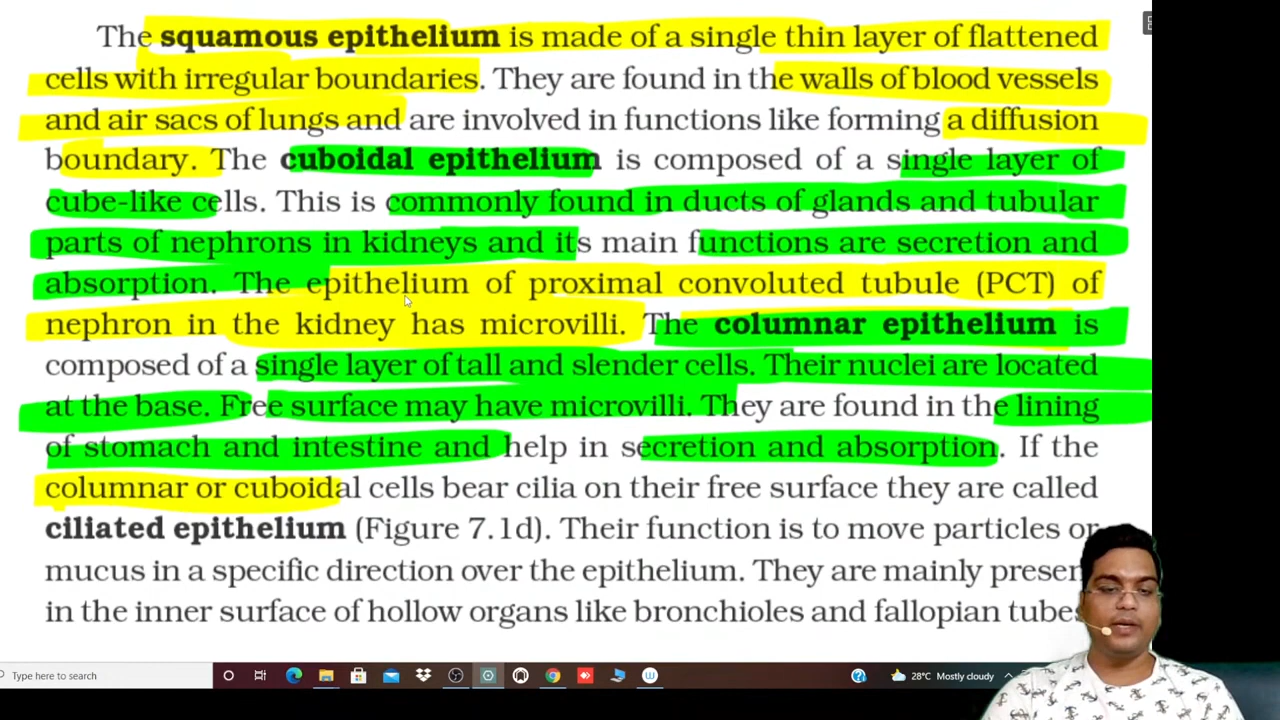 The squamous epithelium is made of a single thin layer of flattened
cells with irregular boundaries. They are found in the walls of blood vessels
and air sacs of lungs and are involved in functions like forming a diffusion
boundary. The cuboidal epithelium is composed of a single layer of
cube-like cells. This is commonly found in ducts of glands and tubular
parts of nephrons in kidneys and its main functions are secretion and
absorption. The epithelium of proximal convoluted tubule (PCT) of
nephron in the kidney has microvilli. The columnar epithelium is
composed of a single layer of tall and slender cells. Their nuclei are located
at the base. Free surface may have microvilli. They are found in the lining
of stomach and intestine and help in secretion and absorption. If the
columnar or cuboidal cells bear cilia on their free surface they are called
ciliated epithelium (Figure 7.1d). Their function is to move particles or
mucus in a specific direction over the epithelium. They are mainly presen
in the inner surface of hollow organs like bronchioles and fallopian tubes
Type here to search
28°C Mostly cloudy